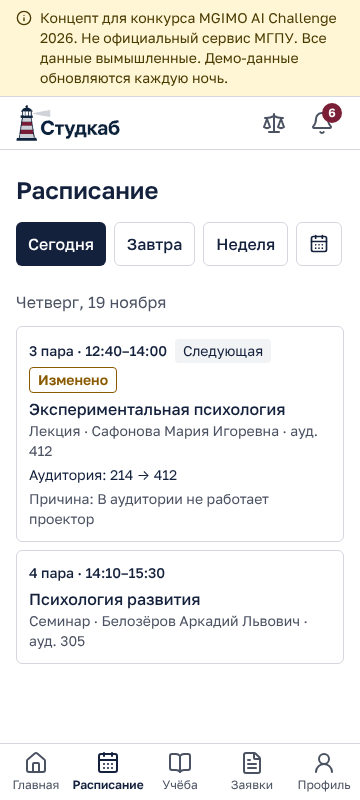 Концепт для конкурса MGIMO AI Challenge
2026. Не официальный сервис МГПУ. Все
данные вымышленные. Демо-данные
обновляются каждую ночь.
Студкаб
6
Расписание
Сегодня
Завтра
Неделя
Четверг, 19 ноября
3 пара · 12:40–14:00 Следующая
Изменено
Экспериментальная психология
Лекция · Сафонова Мария Игоревна · ауд.
412
Аудитория: 214 → 412
Причина: В аудитории не работает
проектор
4 пара · 14:10–15:30
Психология развития
Семинар · Белозёров Аркадий Львович ·
ауд. 305
Главная
Расписание
Учёба
Заявки
Профиль